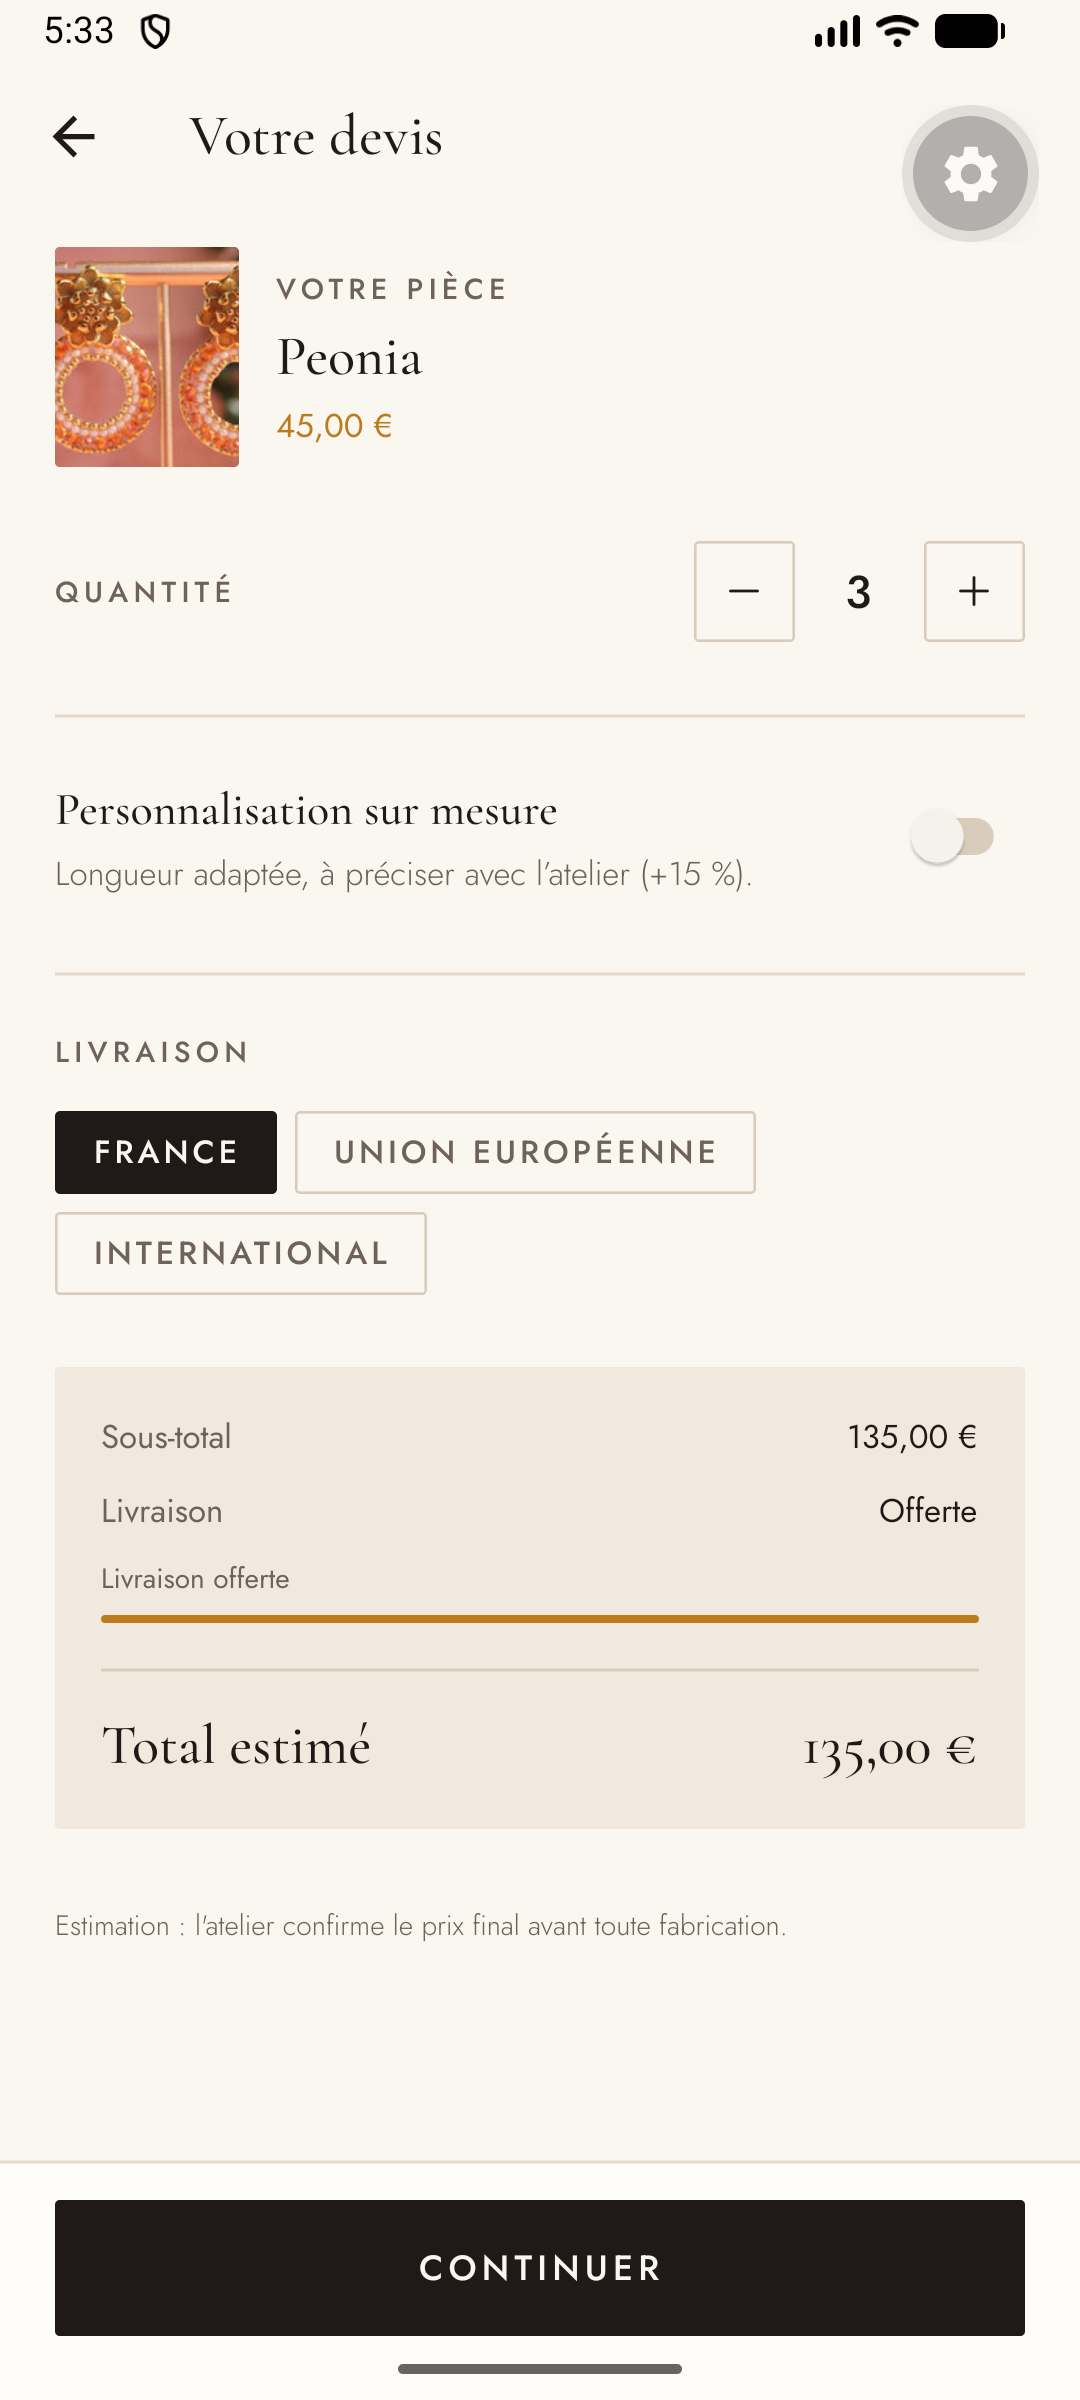 5:33
Votre devis
VOTRE PIÈCE
Peonia
45,00 €
QUANTITÉ
3
Personnalisation sur mesure
Longueur adaptée, à préciser avec l’atelier (+15 %).
LIVRAISON
FRANCE
UNION EUROPÉENNE
INTERNATIONAL
Sous-total 135,00 €
Livraison Offerte
Livraison offerte
Total estimé 135,00 €
Estimation : l'atelier confirme le prix final avant toute fabrication.
CONTINUER